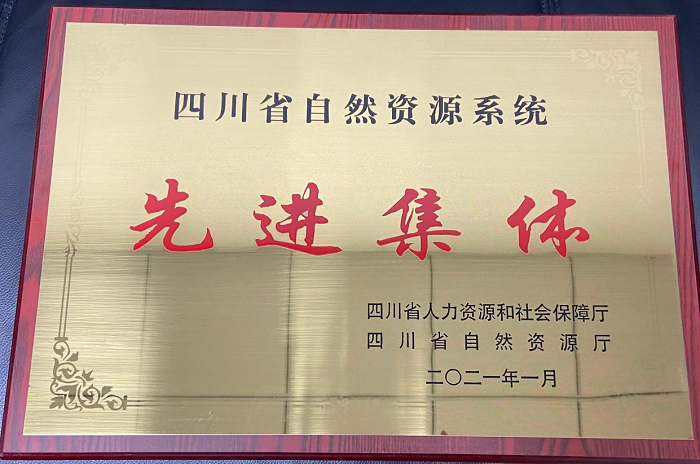 四川省自然资源系统
先进集体
四川省人力资源和社会保障厅
四川省自然资源厅
二〇二一年一月